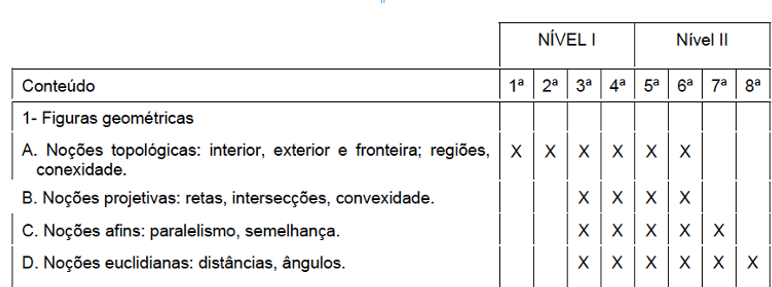 NÍVEL I Nível II
Conteúdo 1ª 2ª 3ª 4ª 5ª 6ª 7ª 8ª
1- Figuras geométricas
A. Noções topológicas: interior, exterior e fronteira; regiões, X X X X X X
conexidade.
B. Noções projetivas: retas, intersecções, convexidade. X X X X
C. Noções afins: paralelismo, semelhança. X X X X X
D. Noções euclidianas: distâncias, ângulos. X X X X X X